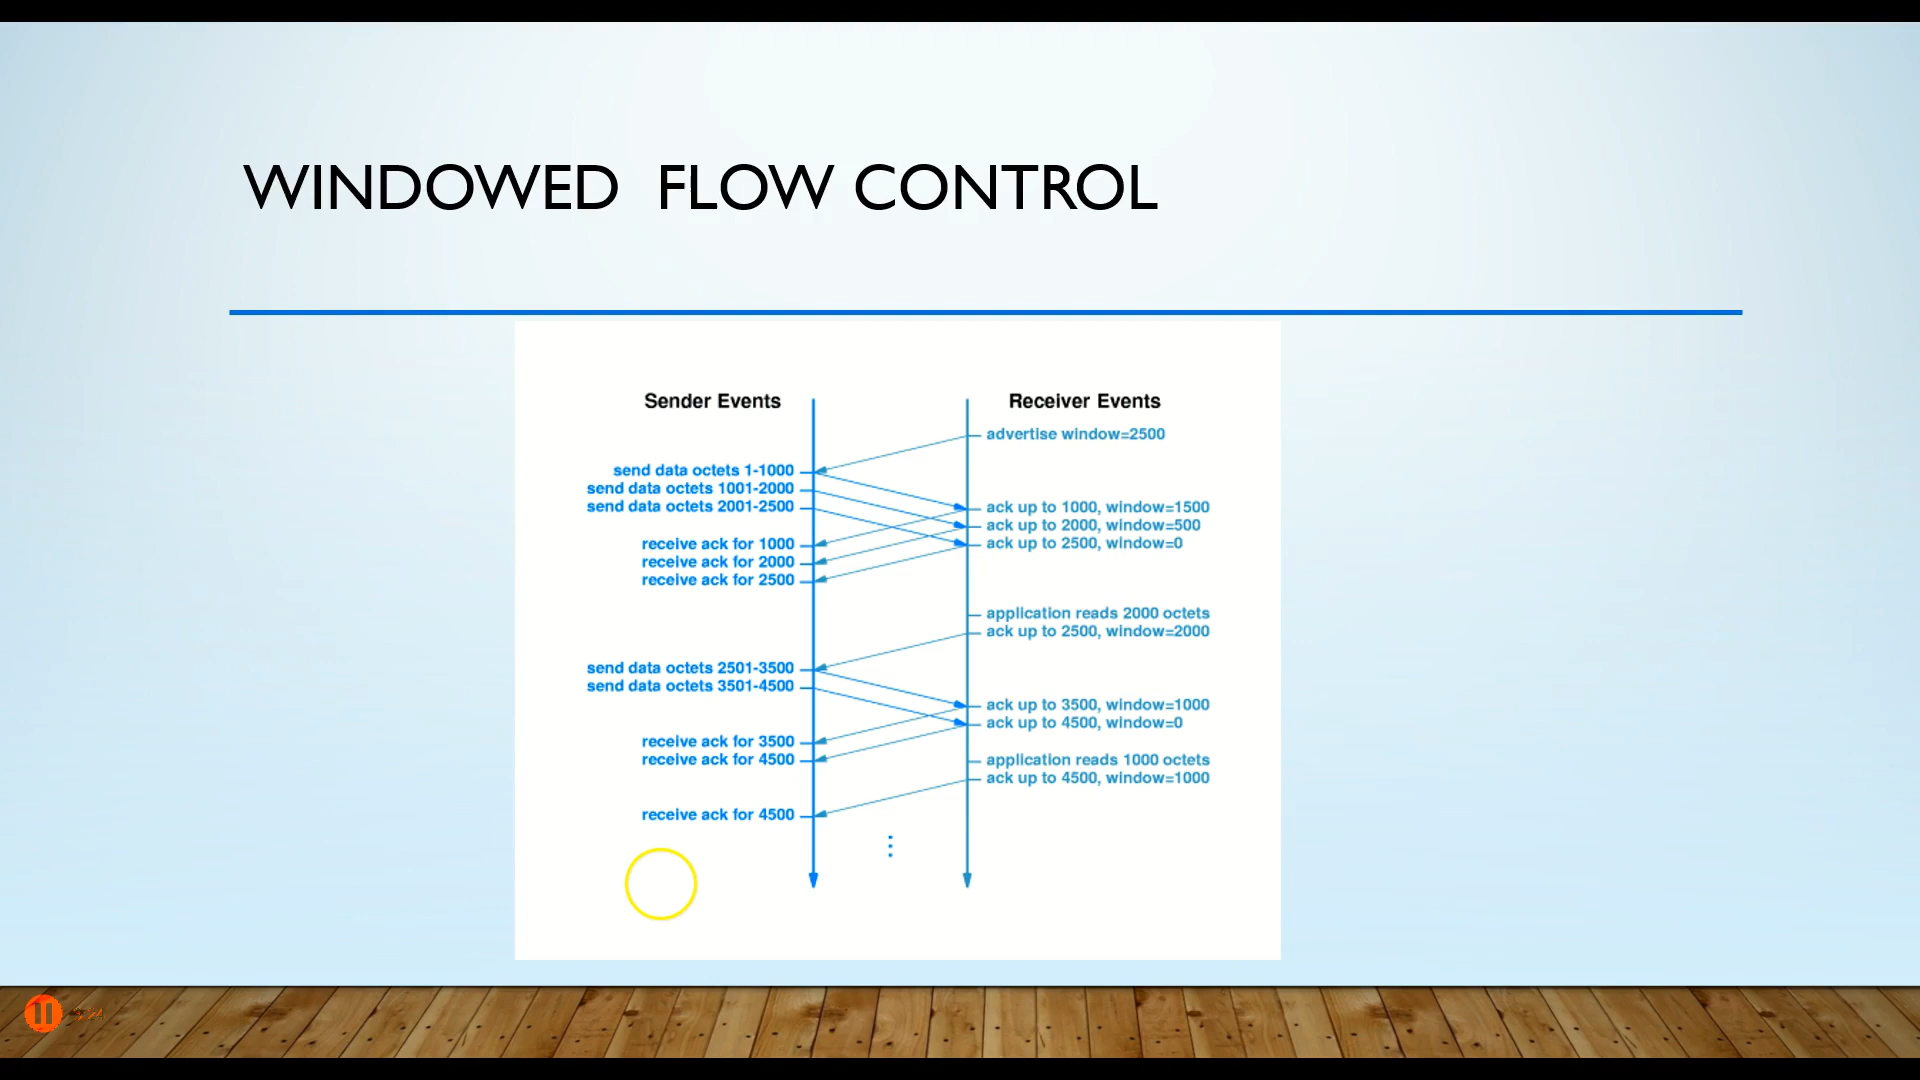 WINDOWED FLOW CONTROL
Sender Events
Receiver Events
advertise window=2500
send data octets 1-1000
send data octets 1001-2000
send data octets 2001-2500
ack up to 1000, window=1500
ack up to 2000, window=500
ack up to 2500, window=0
receive ack for 1000
receive ack for 2000
receive ack for 2500
application reads 2000 octets
ack up to 2500, window=2000
send data octets 2501-3500
send data octets 3501-4500
ack up to 3500, window=1000
ack up to 4500, window=0
receive ack for 3500
receive ack for 4500
application reads 1000 octets
ack up to 4500, window=1000
receive ack for 4500